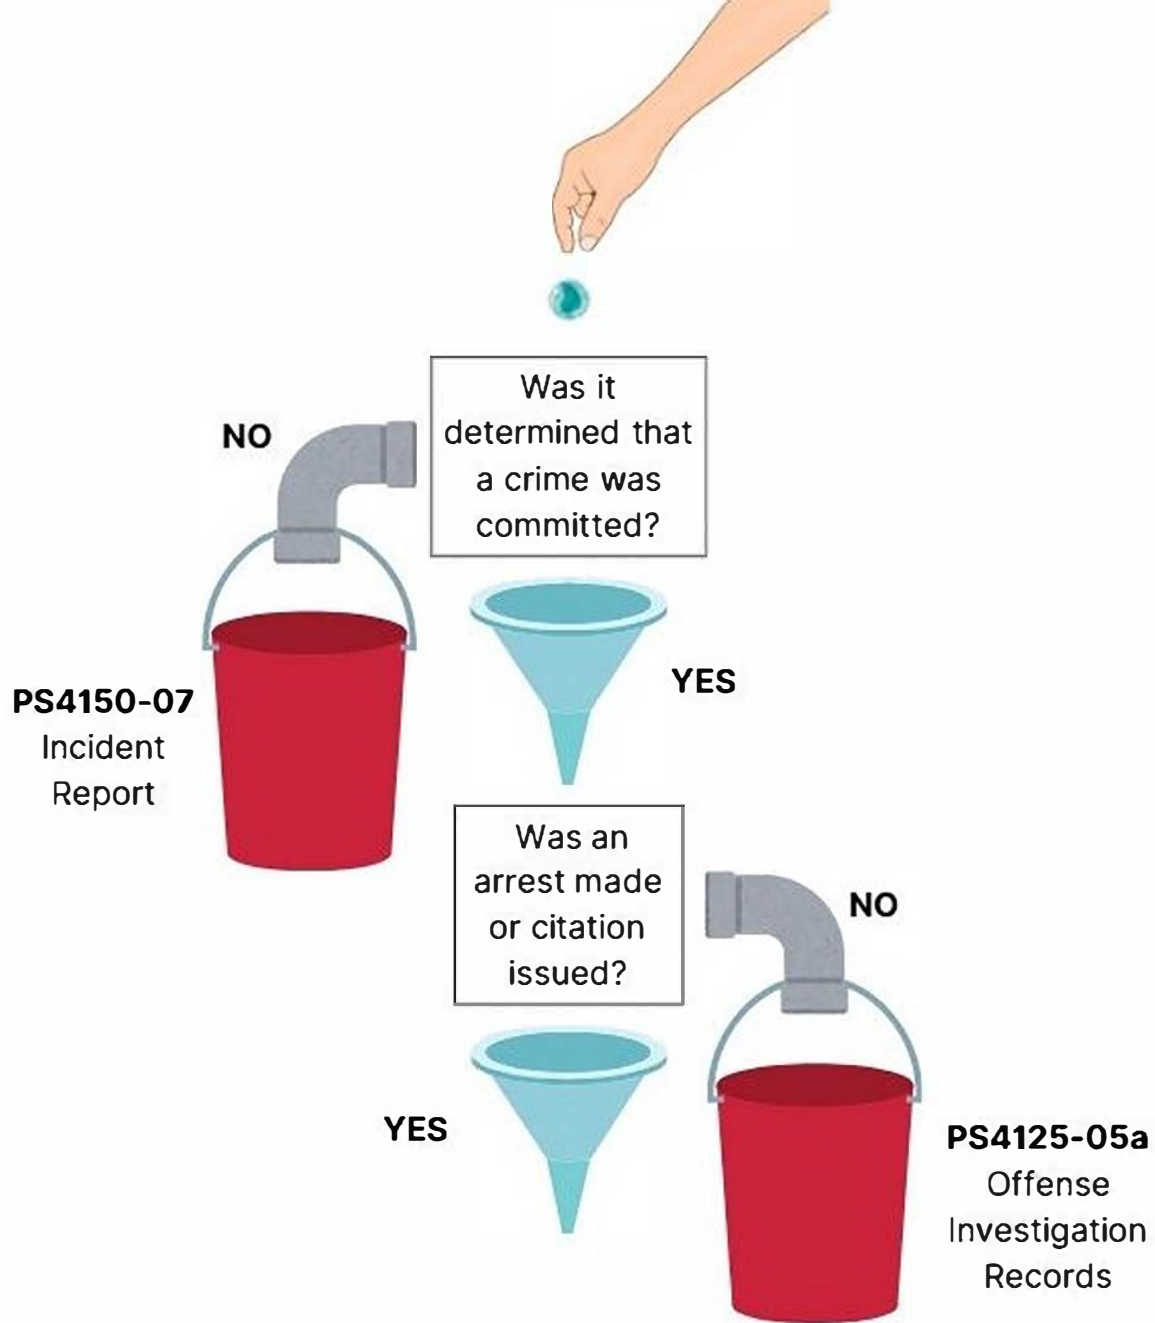 Was it
determined that
a crime was
committed?
NO
YES
PS4150-07
Incident
Report
Was an
arrest made
or citation
issued?
NO
YES
PS4125-05a
Offense
Investigation
Records